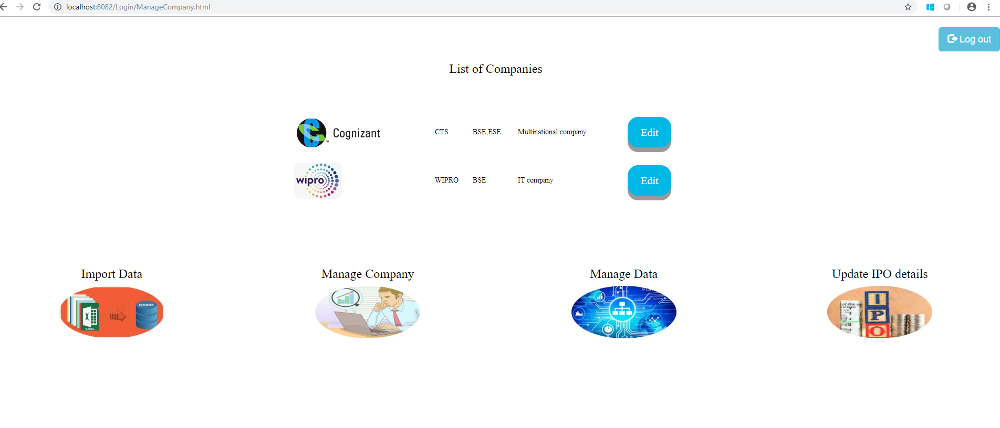 localhost:8082/Login/ManageCompany.html
Log out
List of Companies
Cognizant CTS BSE,ESE Multinational company Edit
wipro WIPRO BSE IT company Edit
Import Data Manage Company Manage Data Update IPO details
DATABASE
X
EXCEL
I
P
O